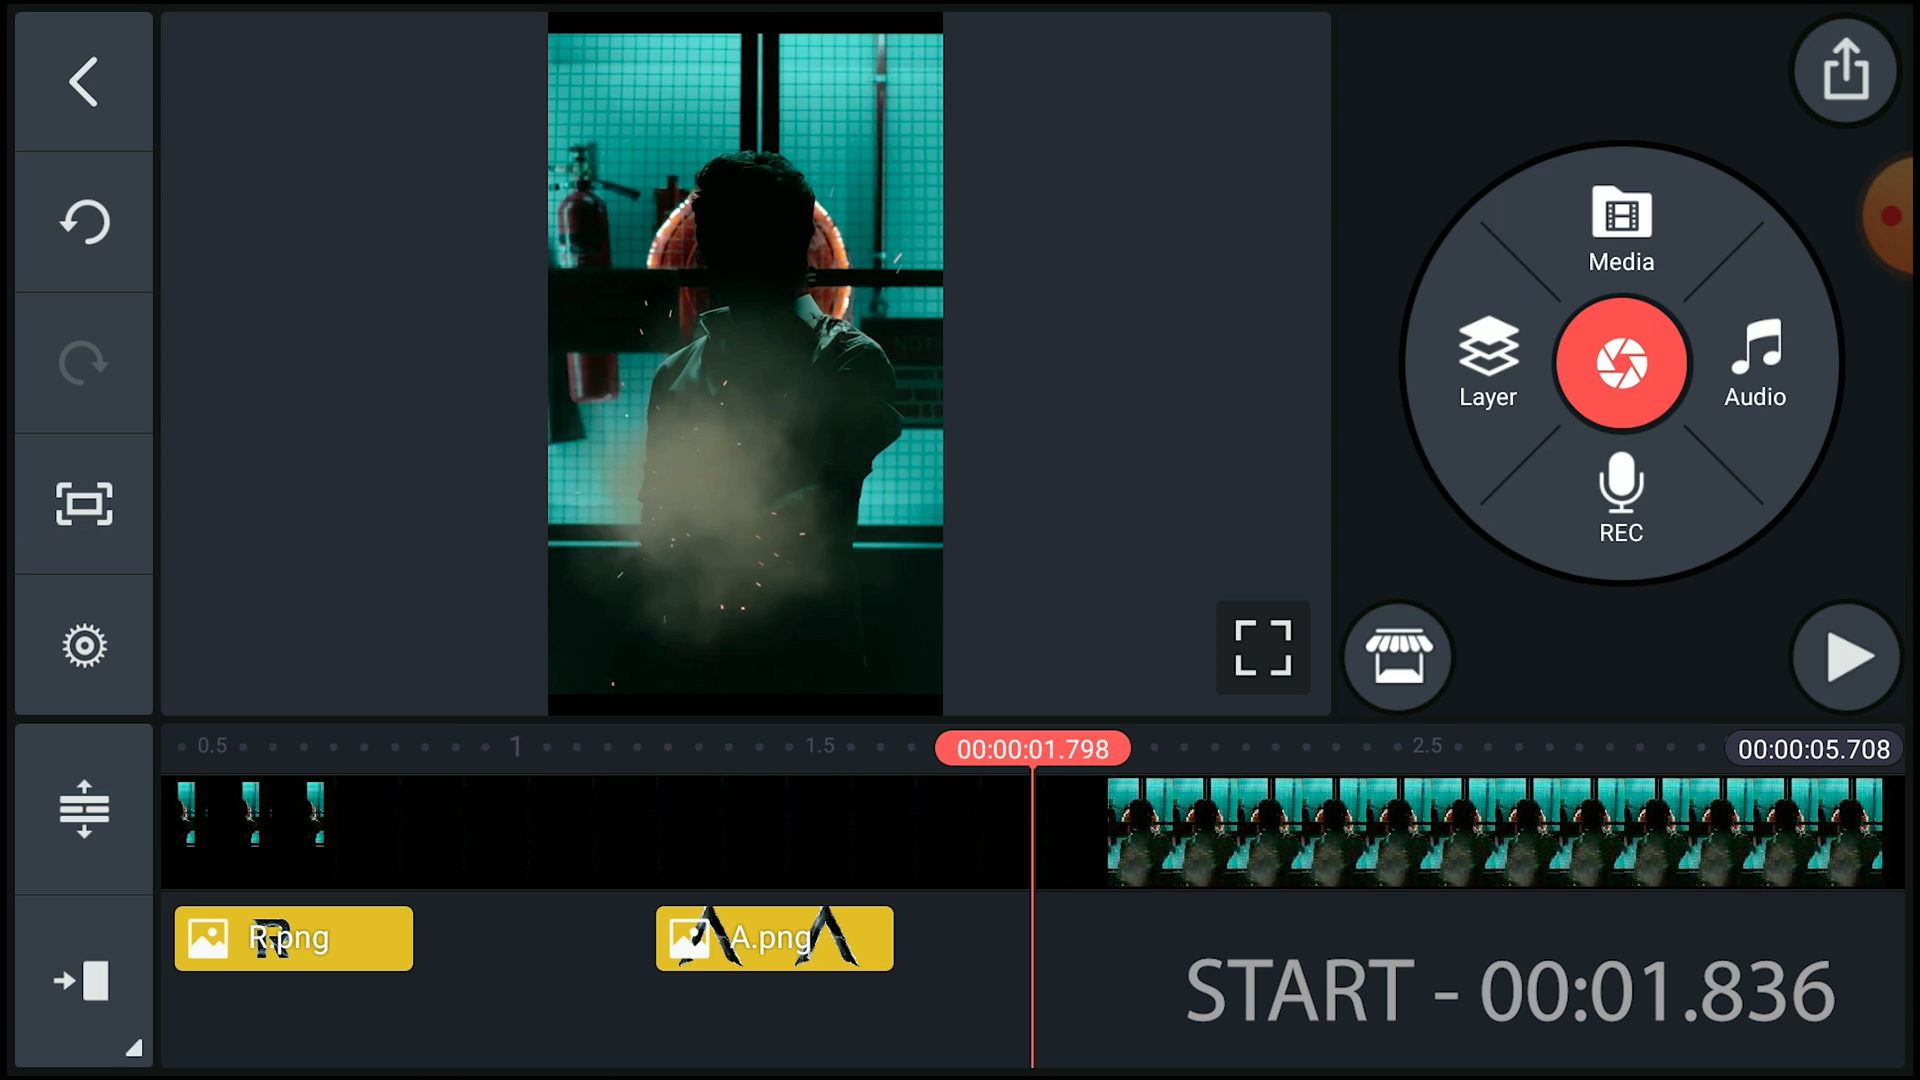 Media
Layer
Audio
REC
0.5
1
1.5
00:00:01.798
2.5
00:00:05.708
R.png
A.png
START - 00:01.836